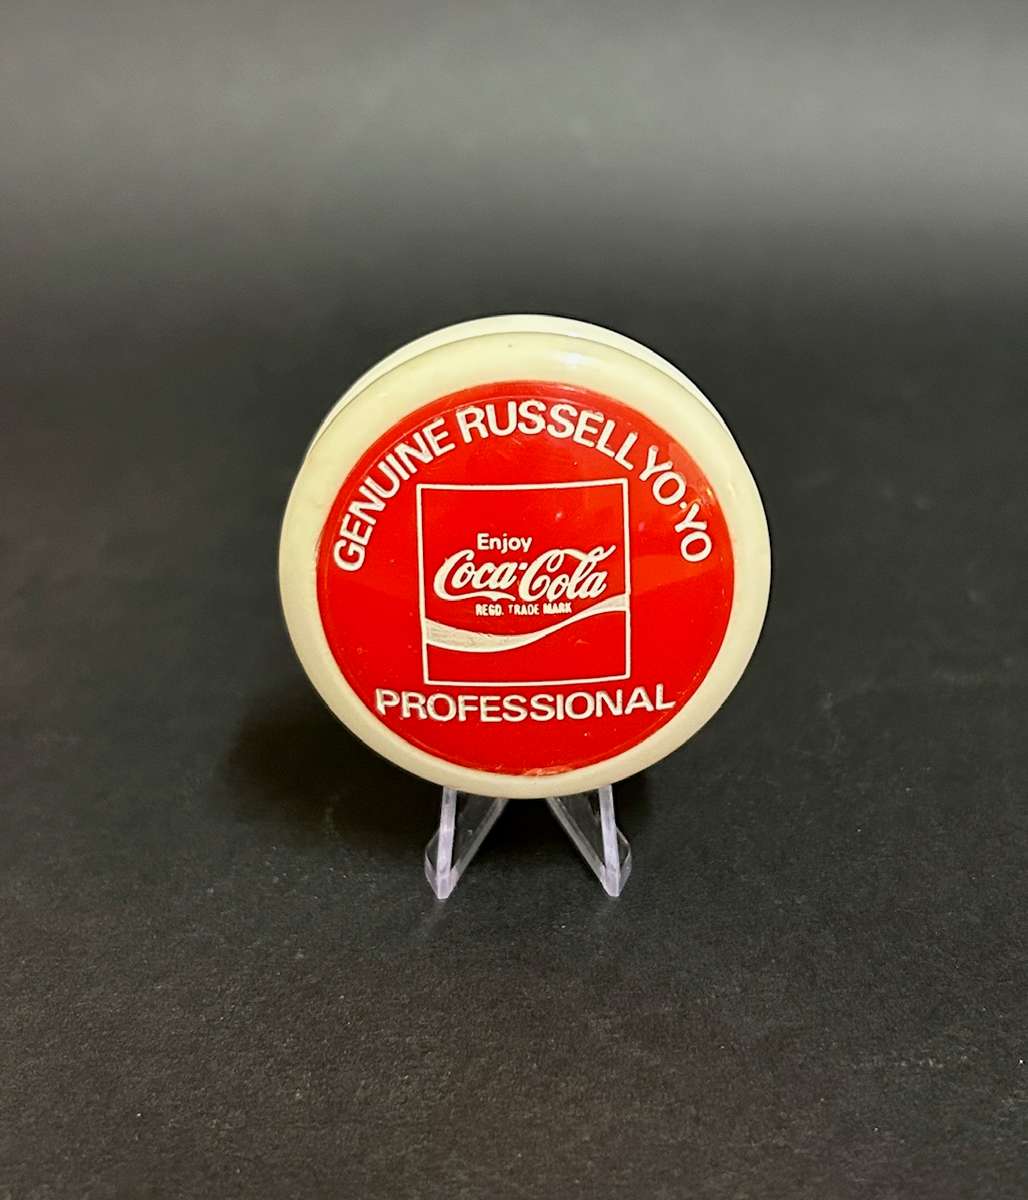 GENUINE RUSSELL YO·YO
Enjoy
Coca-Cola
REGD. TRADE MARK
PROFESSIONAL